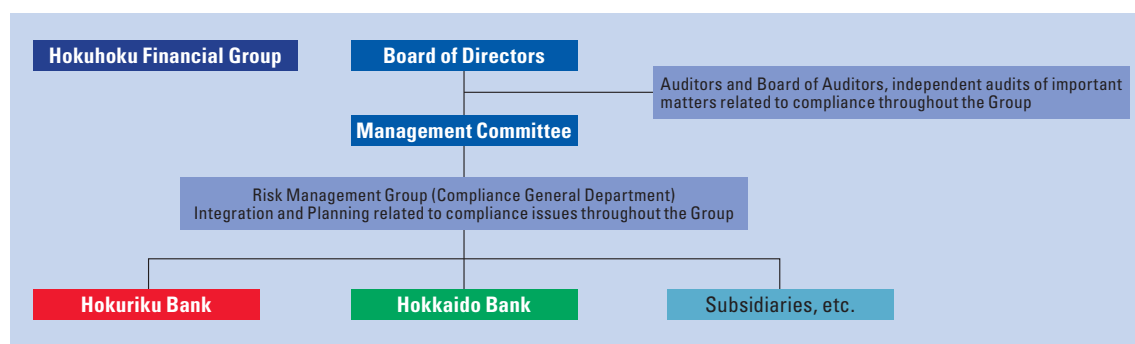 Hokuhoku Financial Group
Board of Directors
Auditors and Board of Auditors, independent audits of important
matters related to compliance throughout the Group
Management Committee
Risk Management Group (Compliance General Department)
Integration and Planning related to compliance issues throughout the Group
Hokuriku Bank
Hokkaido Bank
Subsidiaries, etc.